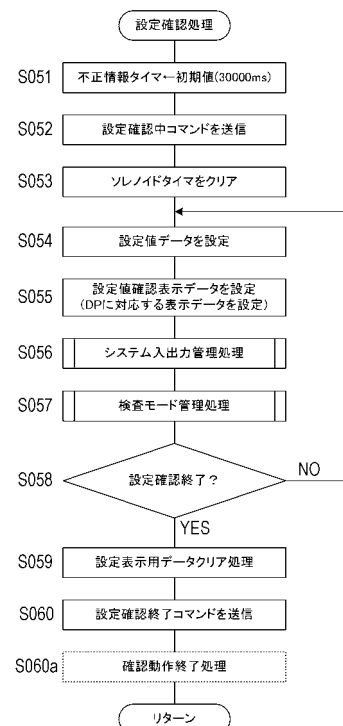 設定確認処理
S051 不正情報タイマ←初期値(30000ms)
S052 設定確認中コマンドを送信
S053 ソレノイドタイマをクリア
S054 設定値データを設定
S055 設定値確認表示データを設定
(DPに対応する表示データを設定)
S056 システム入出力管理処理
S057 検査モード管理処理
S058 設定確認終了?
NO
YES
S059 設定表示用データクリア処理
S060 設定確認終了コマンドを送信
S060a 確認動作終了処理
リターン